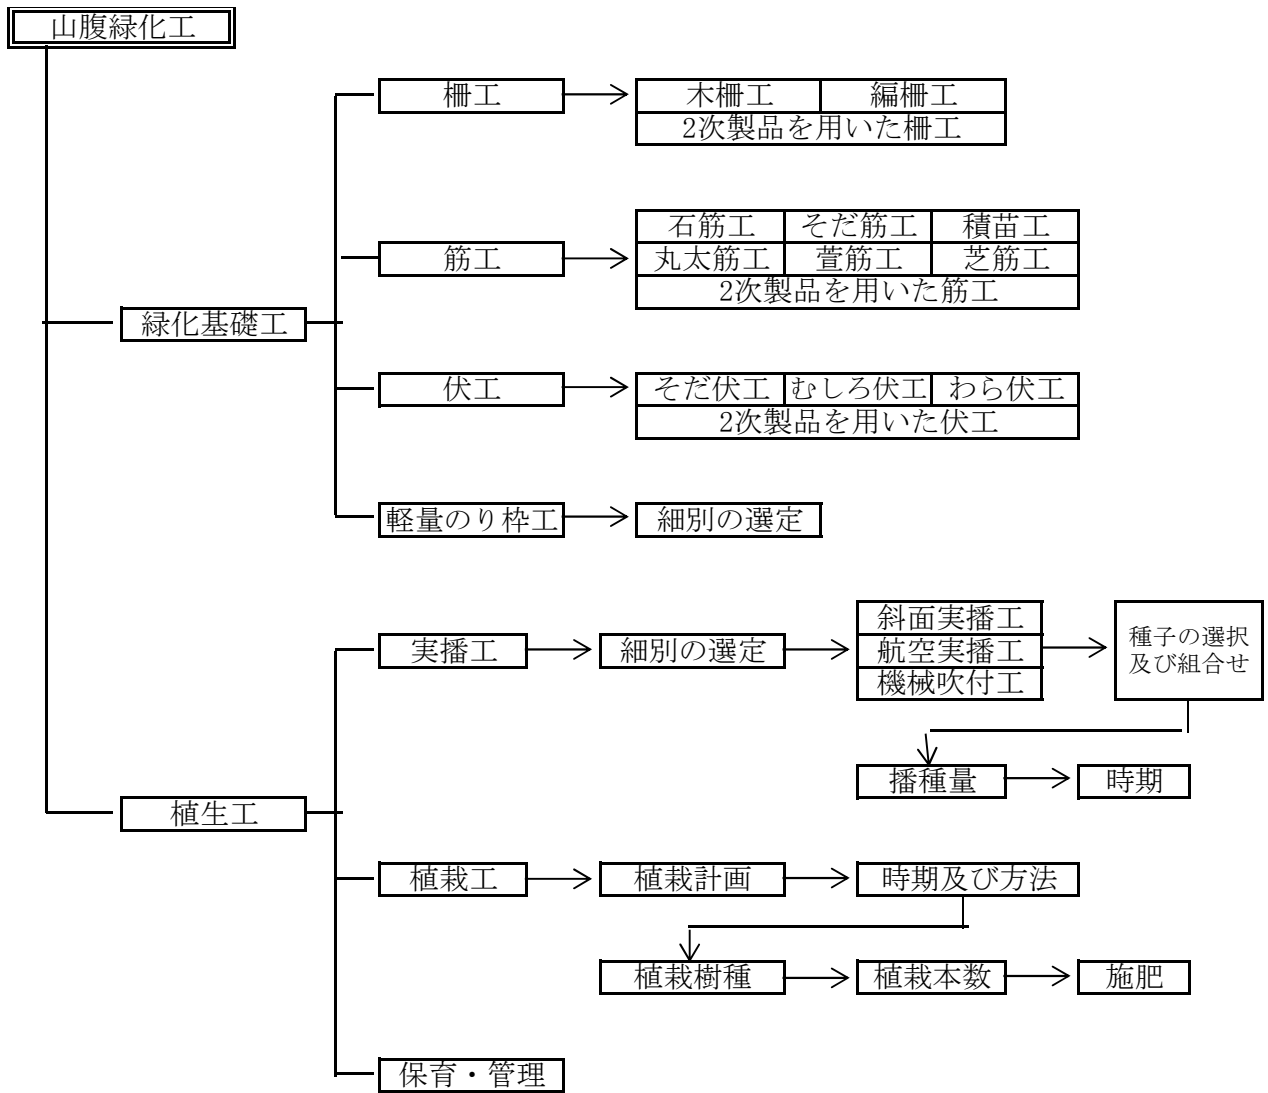 山腹緑化工
柵工
木柵工 編柵工
2次製品を用いた柵工
筋工
石筋工 そだ筋工 積苗工
丸太筋工 萱筋工 芝筋工
2次製品を用いた筋工
緑化基礎工
伏工
そだ伏工 むしろ伏工 わら伏工
2次製品を用いた伏工
軽量のり枠工
細別の選定
実播工
細別の選定
斜面実播工
航空実播工
機械吹付工
種子の選択
及び組合せ
播種量
時期
植生工
植栽工
植栽計画
時期及び方法
植栽樹種
植栽本数
施肥
保育・管理